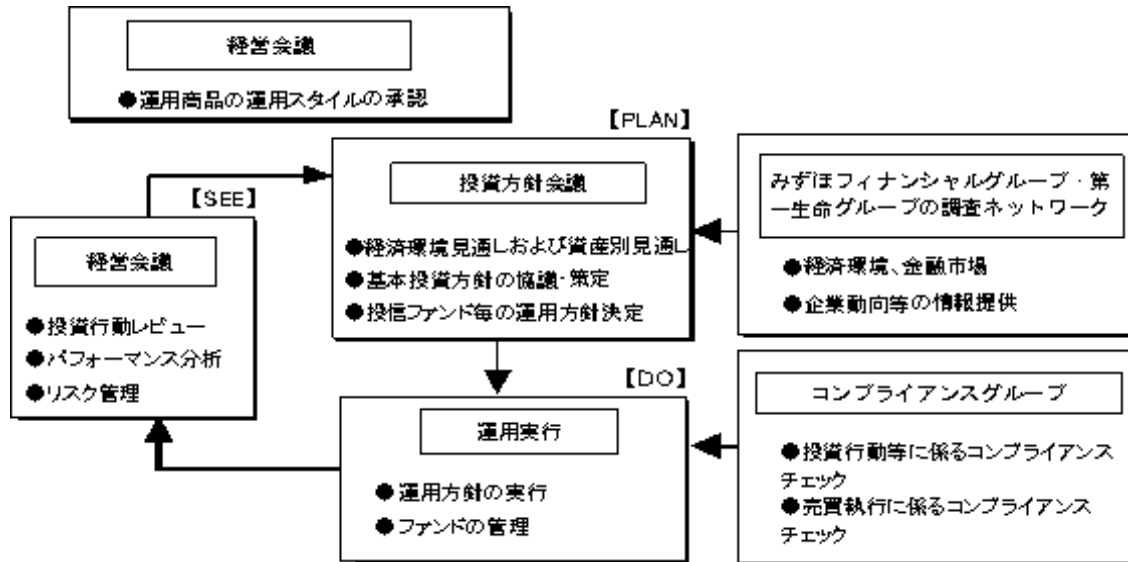 経営会議
●運用商品の運用スタイルの承認
【PLAN】
投資方針会議
●経済環境見通しおよび資産別見通し
●基本投資方針の協議・策定
●投信ファンド毎の運用方針決定
みずほフィナンシャルグループ・第
一生命グループの調査ネットワーク
●経済環境、金融市場
●企業動向等の情報提供
【SEE】
経営会議
●投資行動レビュー
●パフォーマンス分析
●リスク管理
【DO】
運用実行
●運用方針の実行
●ファンドの管理
コンプライアンスグループ
●投資行動等に係るコンプライアンス
チェック
●売買執行に係るコンプライアンス
チェック